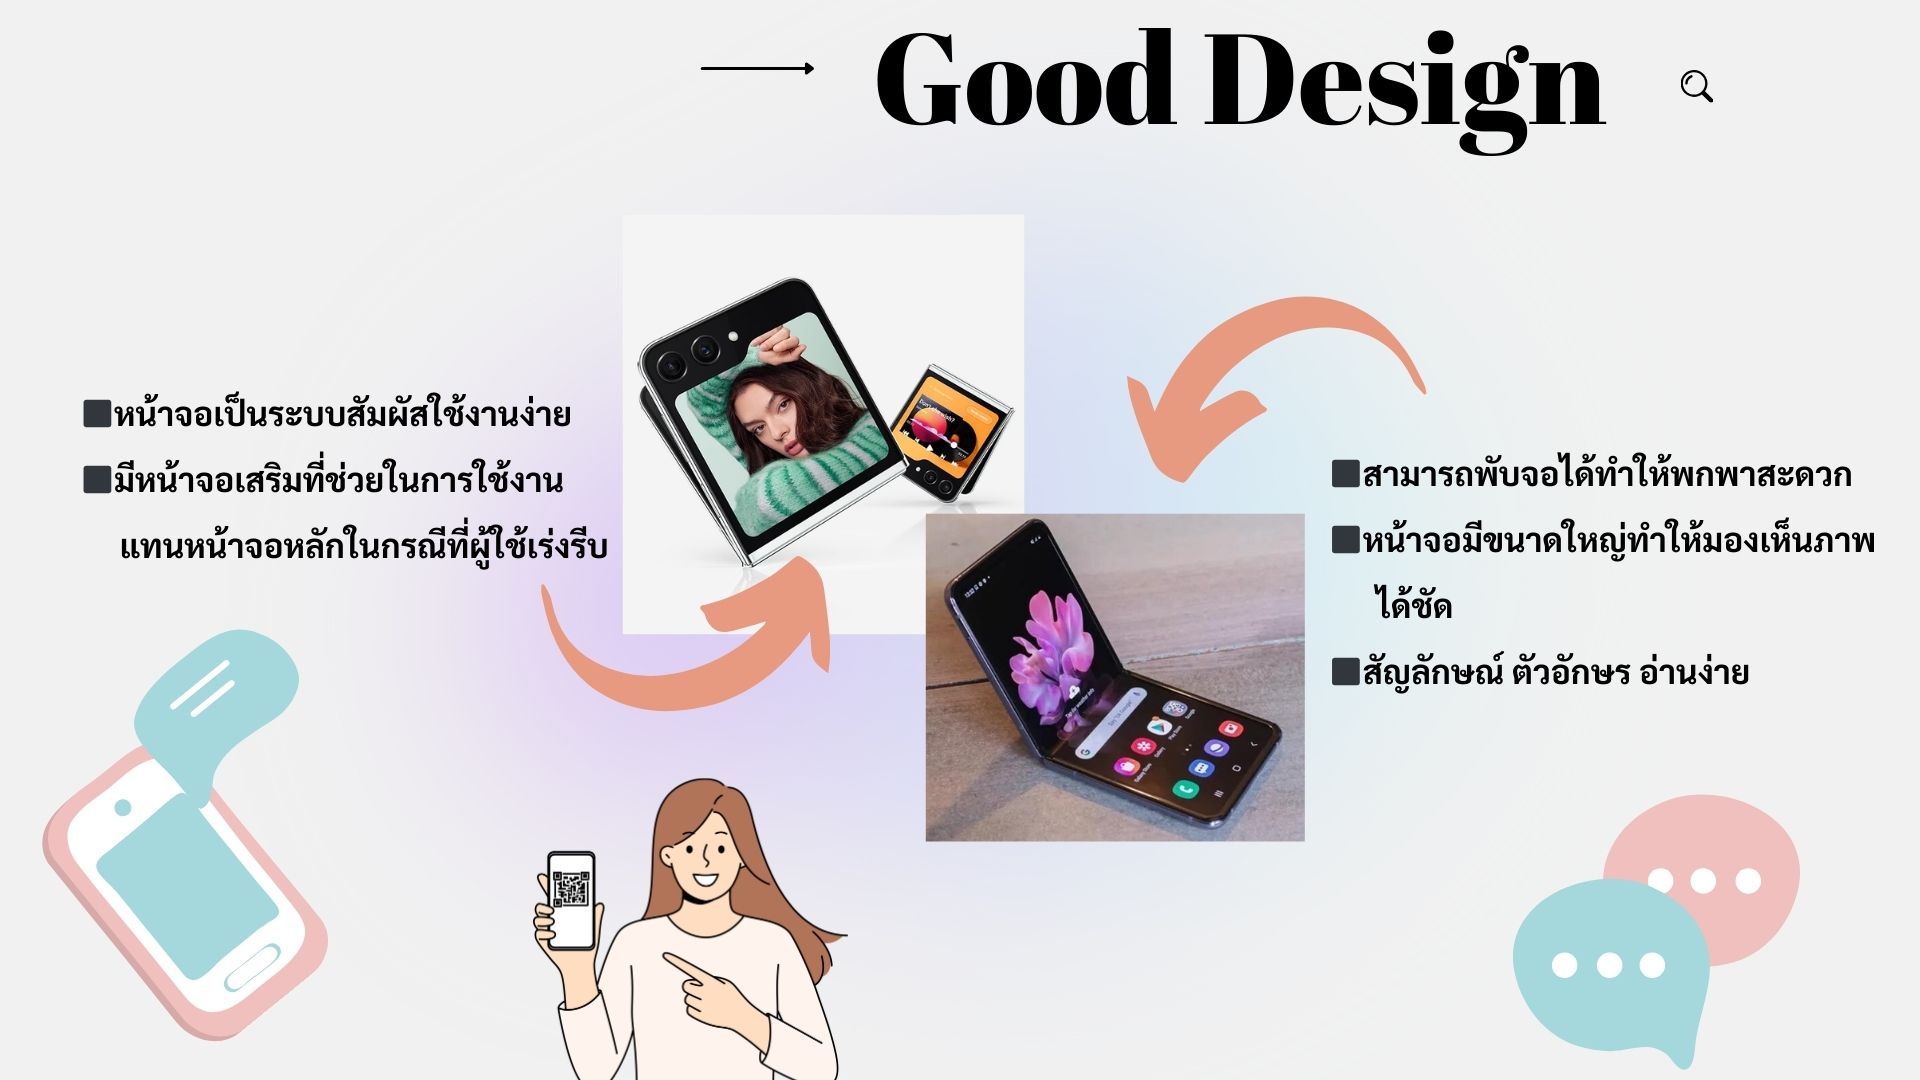 Good Design
หน้าจอเป็นระบบสัมผัสใช้งานง่าย
มีหน้าจอเสริมที่ช่วยในการใช้งาน
แทนหน้าจอหลักในกรณีที่ผู้ใช้เร่งรีบ
สามารถพับจอได้ทำให้พกพาสะดวก
หน้าจอมีขนาดใหญ่ทำให้มองเห็นภาพ
ได้ชัด
สัญลักษณ์ ตัวอักษร อ่านง่าย